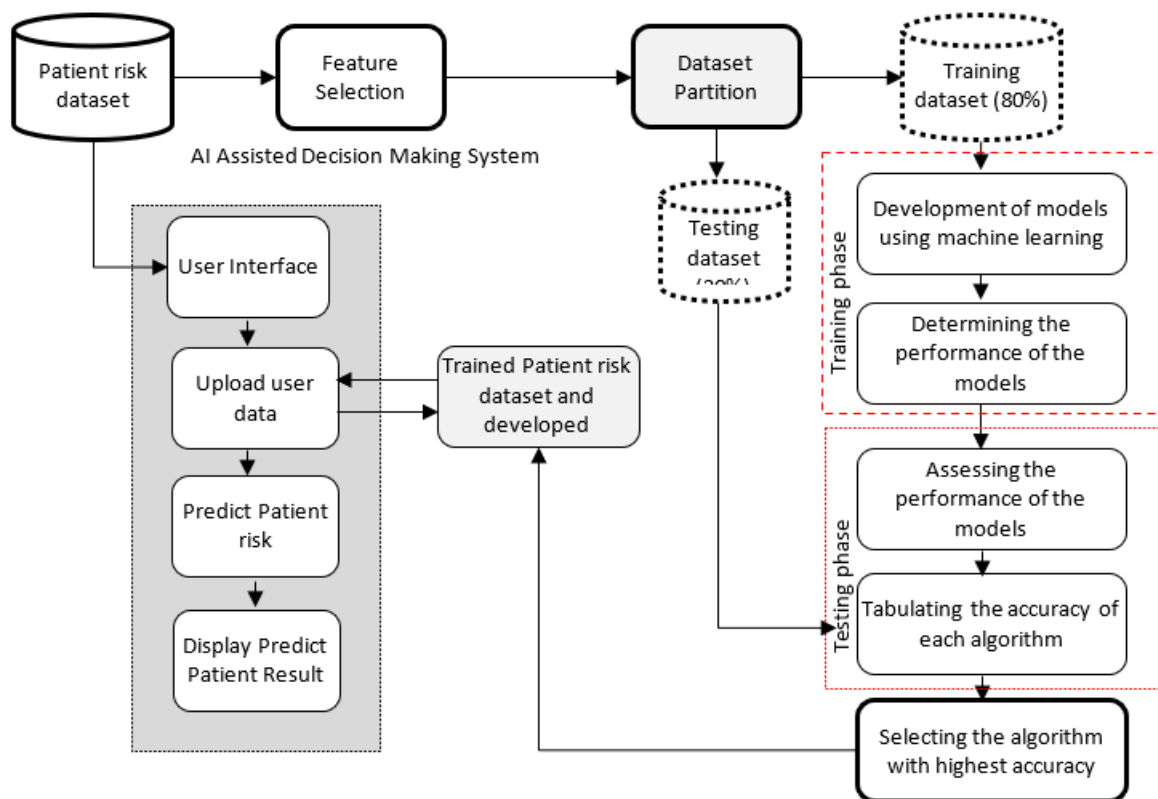 Patient risk
dataset
Feature
Selection
Dataset
Partition
Training
dataset (80%)
AI Assisted Decision Making System
Testing
dataset
User Interface
Upload user
data
Predict Patient
risk
Display Predict
Patient Result
Trained Patient risk
dataset and
developed
Training phase
Development of models
using machine learning
Determining the
performance of the
models
Testing phase
Assessing the
performance of the
models
Tabulating the accuracy of
each algorithm
Selecting the algorithm
with highest accuracy